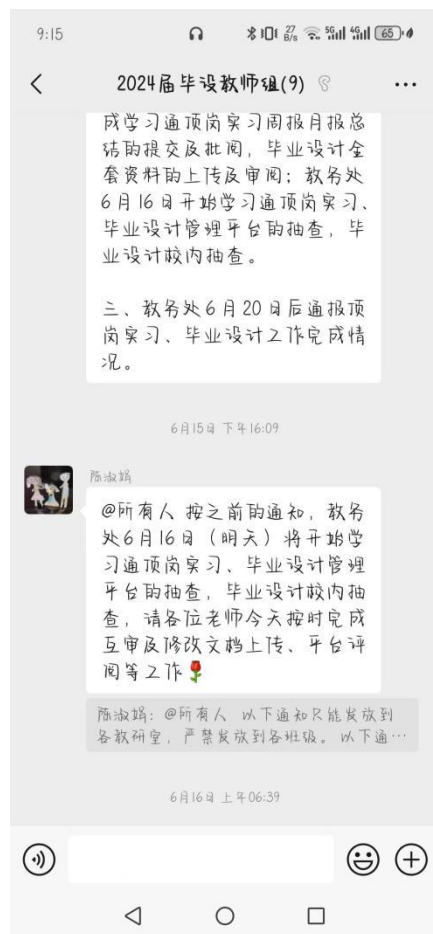 9:15
27
B/s
5G
4G
65
2024届毕设教师组(9)
成学习通顶岗实习周报月报总
结的提交及批阅，毕业设计全
套资料的上传及审阅；教务处
6月16日开始学习通顶岗实习、
毕业设计管理平台的抽查，毕
业设计校内抽查。
三、教务处6月20日后通报顶
岗实习、毕业设计工作完成情
况。
6月15日 下午16:09
陈淑娟
@所有人 按之前的通知，教务
处6月16日（明天）将开始学
习通顶岗实习、毕业设计管理
平台的抽查，毕业设计校内抽
查，请各位老师今天按时完成
互审及修改文档上传、平台评
阅等工作🌹
陈淑娟：@所有人 以下通知只能发放到
各教研室，严禁发放到各班级。 以下通…
6月16日 上午06:39